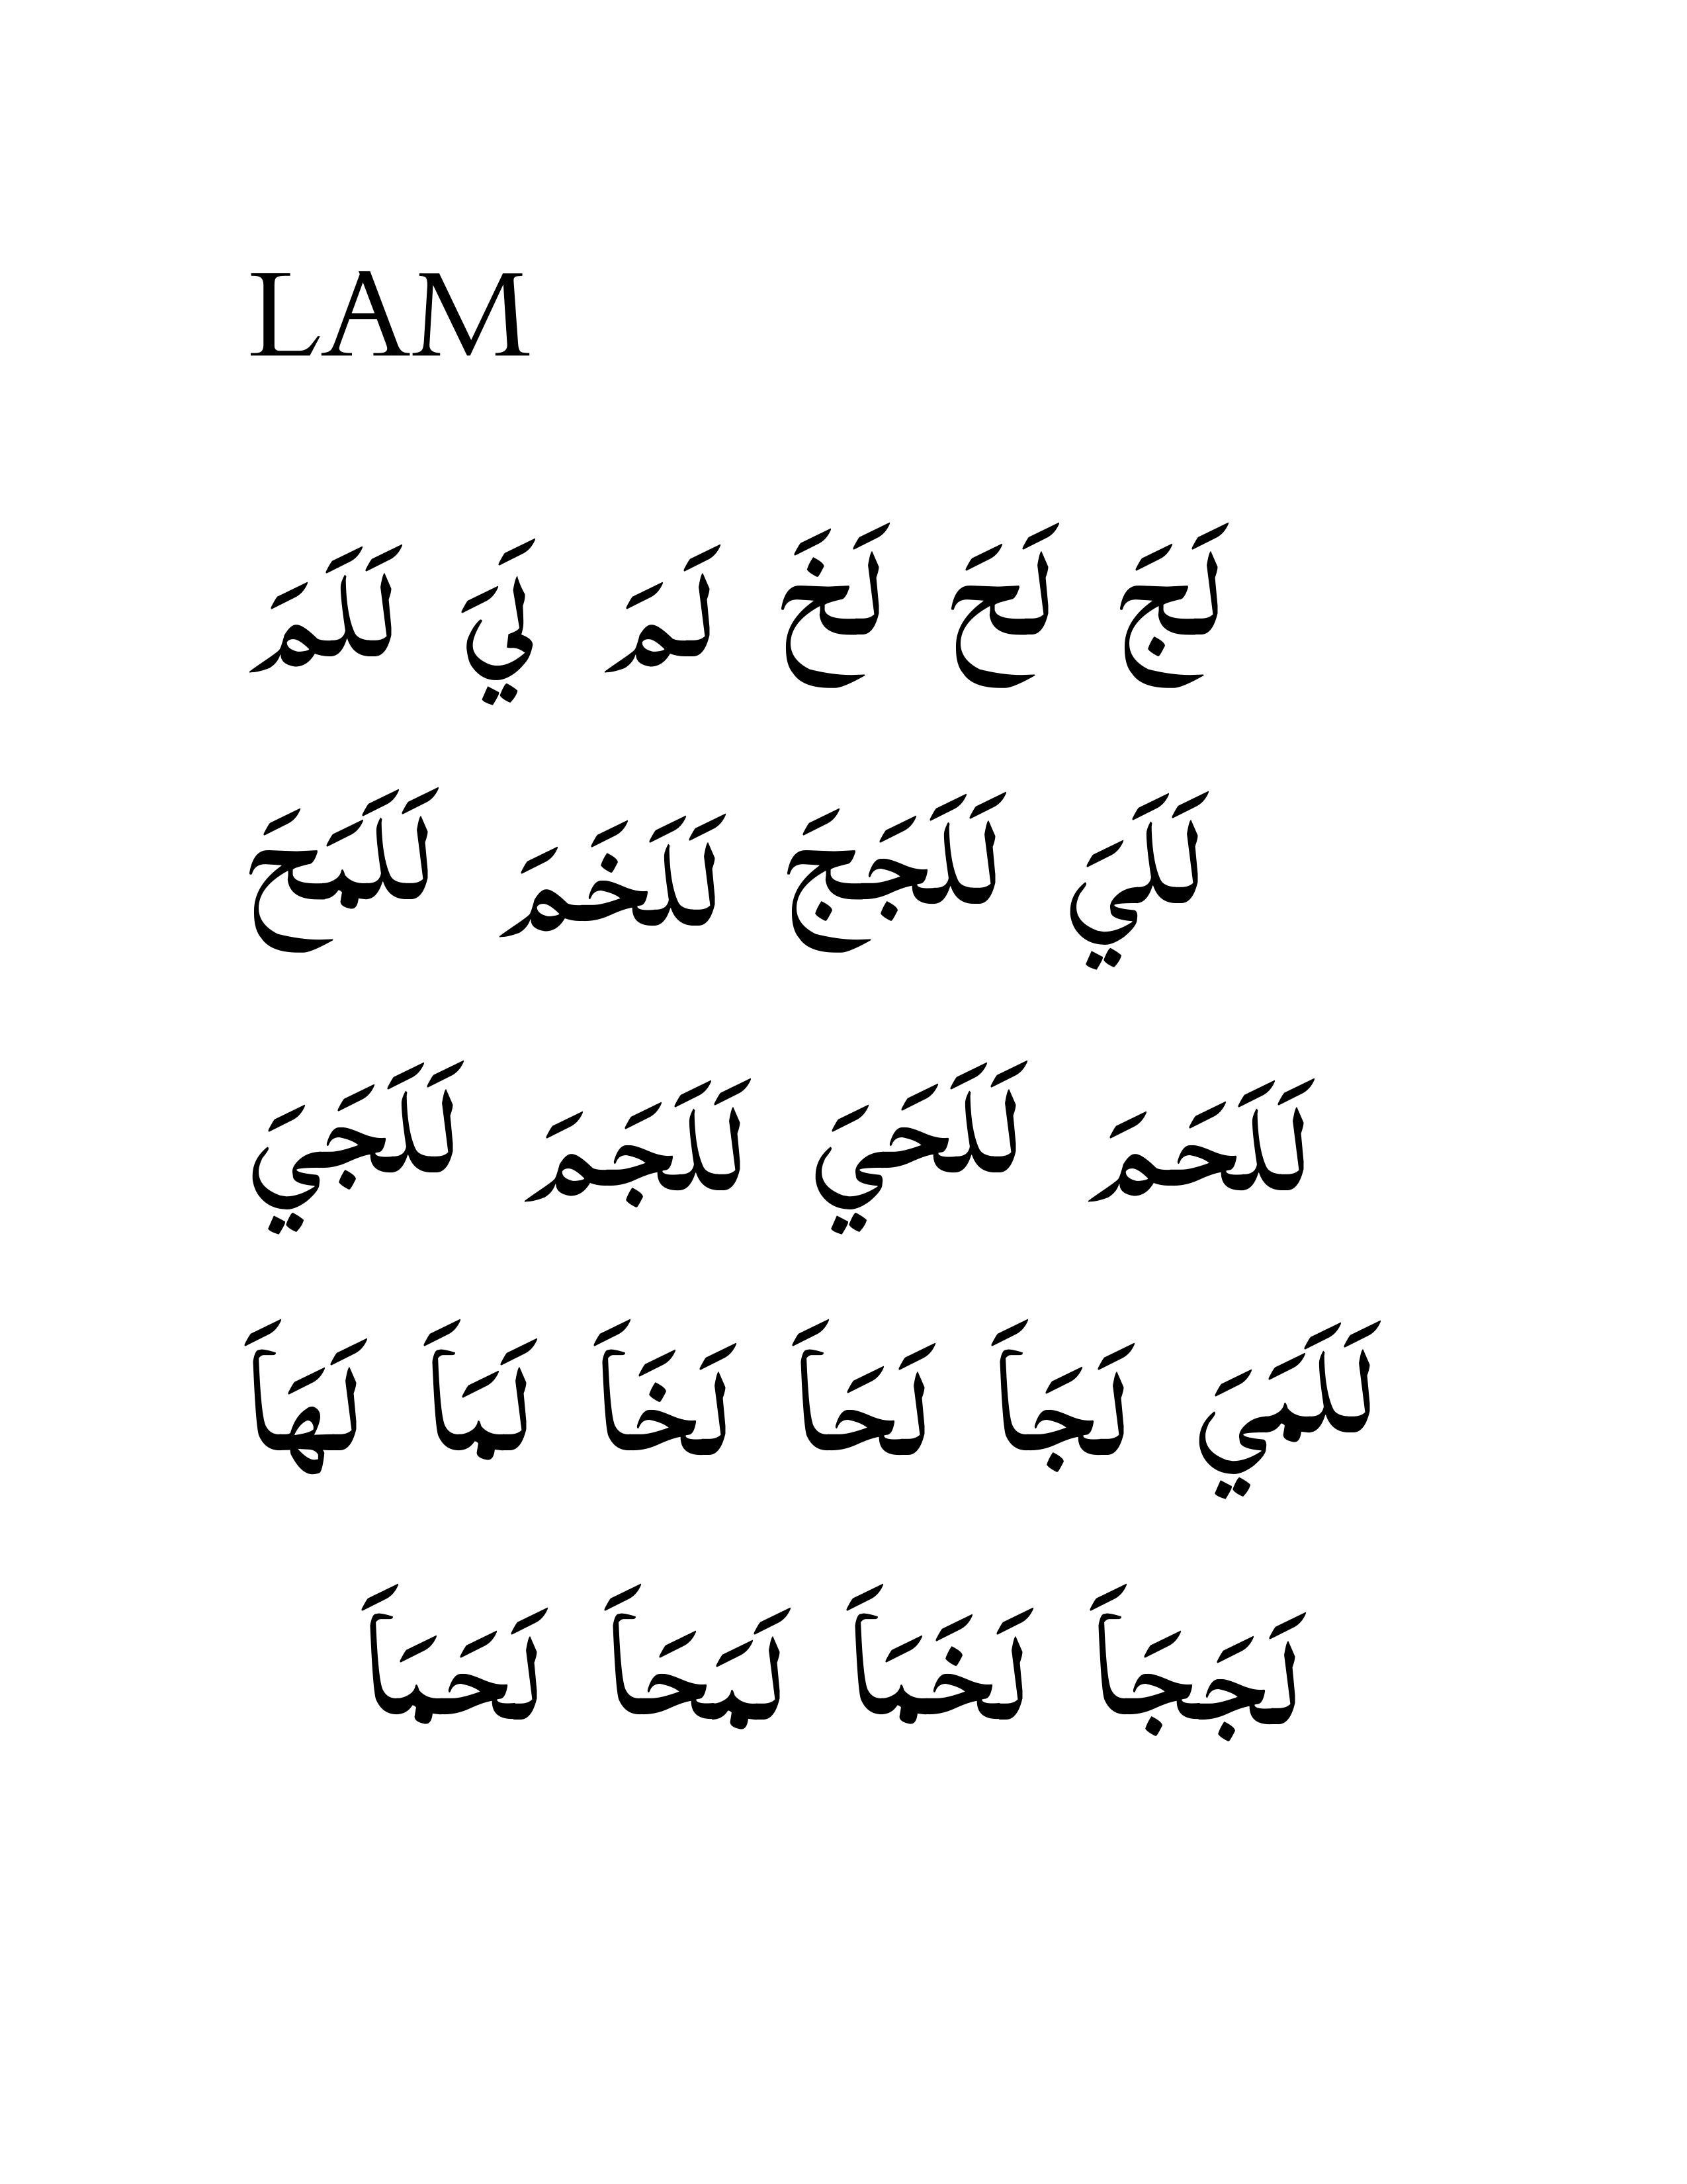 LAM
لَجَ لَحَ لَخَ لَمَ لَيَ لَلَمَ
لَلَيَ لَلَجَجَ لَلَخَمَ لَلَمَحَ
لَلَحَمَ لَلَحَيَ لَلَجَمَ لَلَجَيَ
لَلَمَيَ لَجَاَ لَحَاَ لَخَاَ لَمَاَ لَهَاَ
لَجَجَاَ لَخَمَاَ لَمَحَاَ لَحَمَاَ